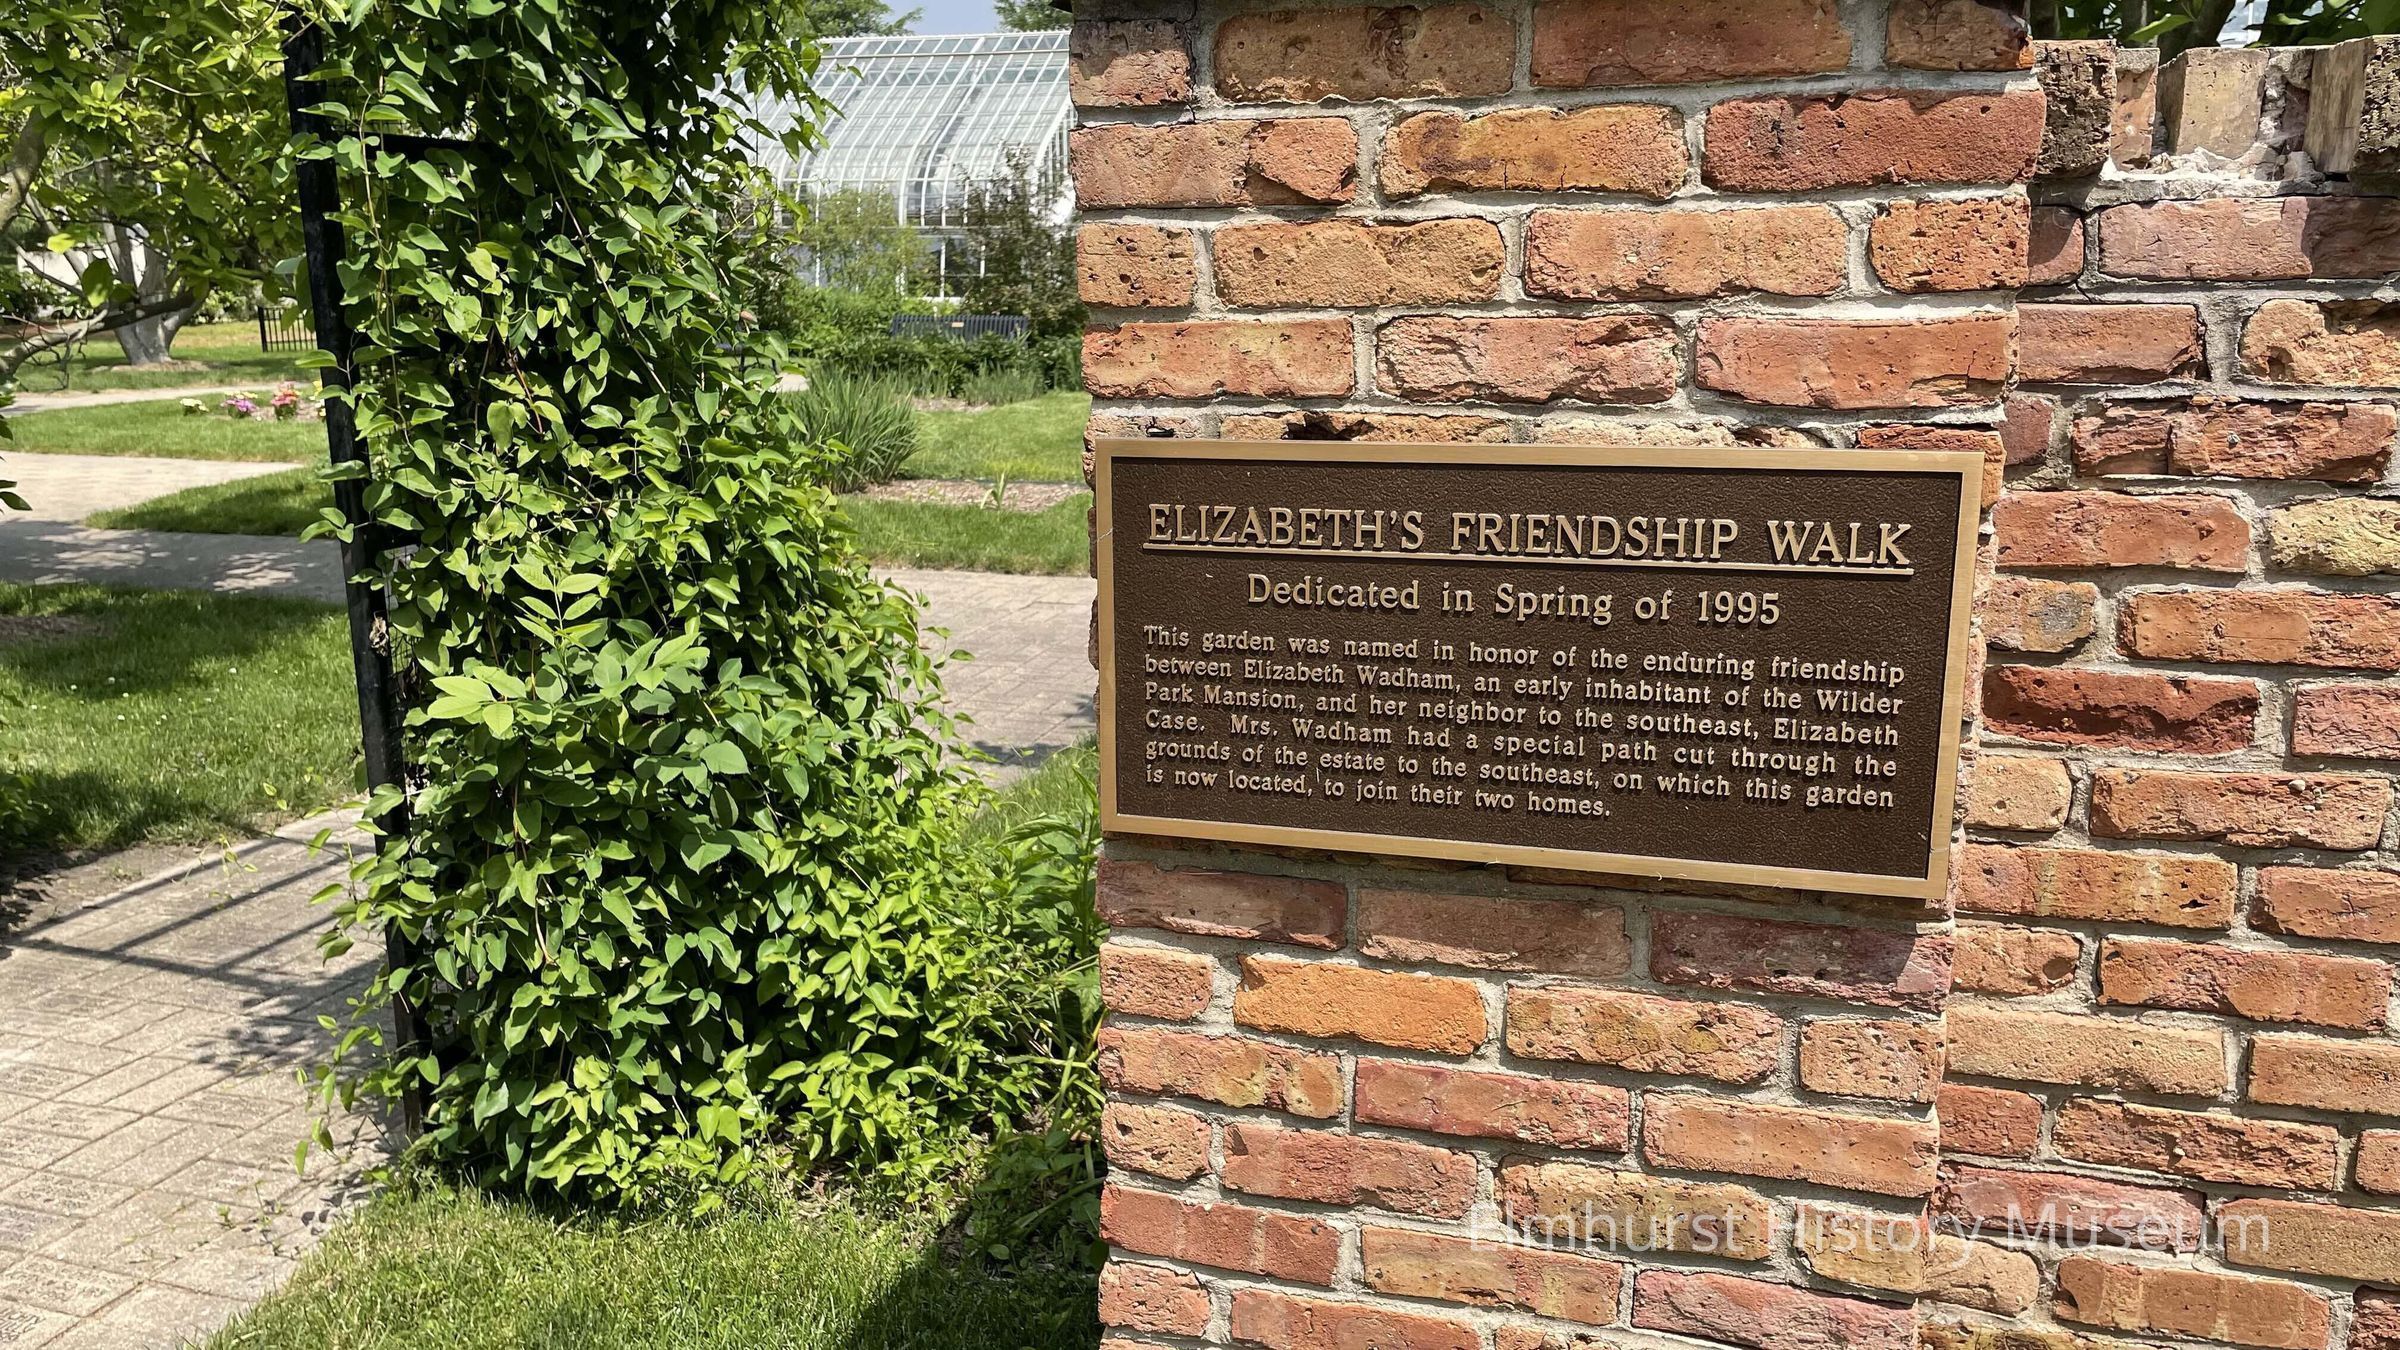 ELIZABETH'S FRIENDSHIP WALK
Dedicated in Spring of 1995
This garden was named in honor of the enduring friendship
between Elizabeth Wadham, an early inhabitant of the Wilder
Park Mansion, and her neighbor to the southeast, Elizabeth
Case. Mrs. Wadham had a special path cut through the
grounds of the estate to the southeast, on which this garden
is now located, to join their two homes.
Elmhurst History Museum